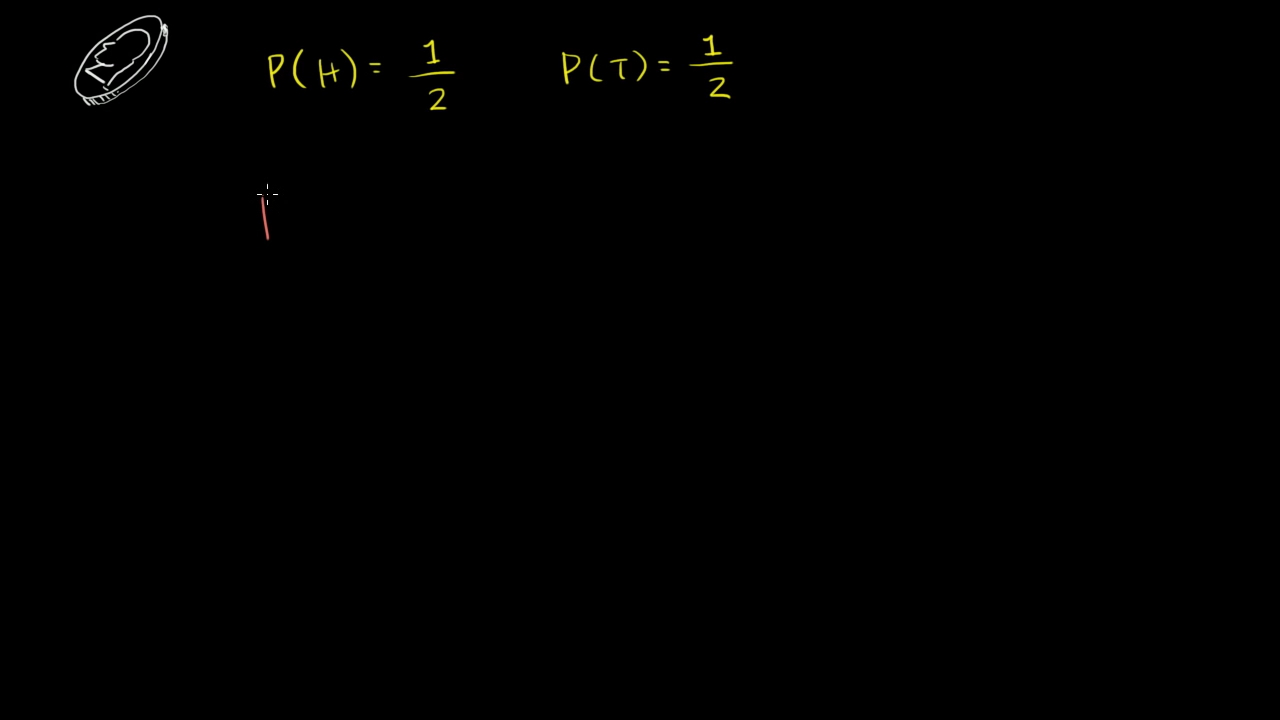 P(H) = 1/2 P(T) = 1/2